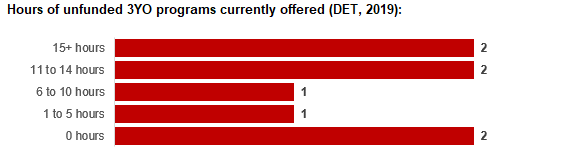 Hours of unfunded 3YO programs currently offered (DET, 2019):
15+ hours 2
11 to 14 hours 2
6 to 10 hours 1
1 to 5 hours 1
0 hours 2